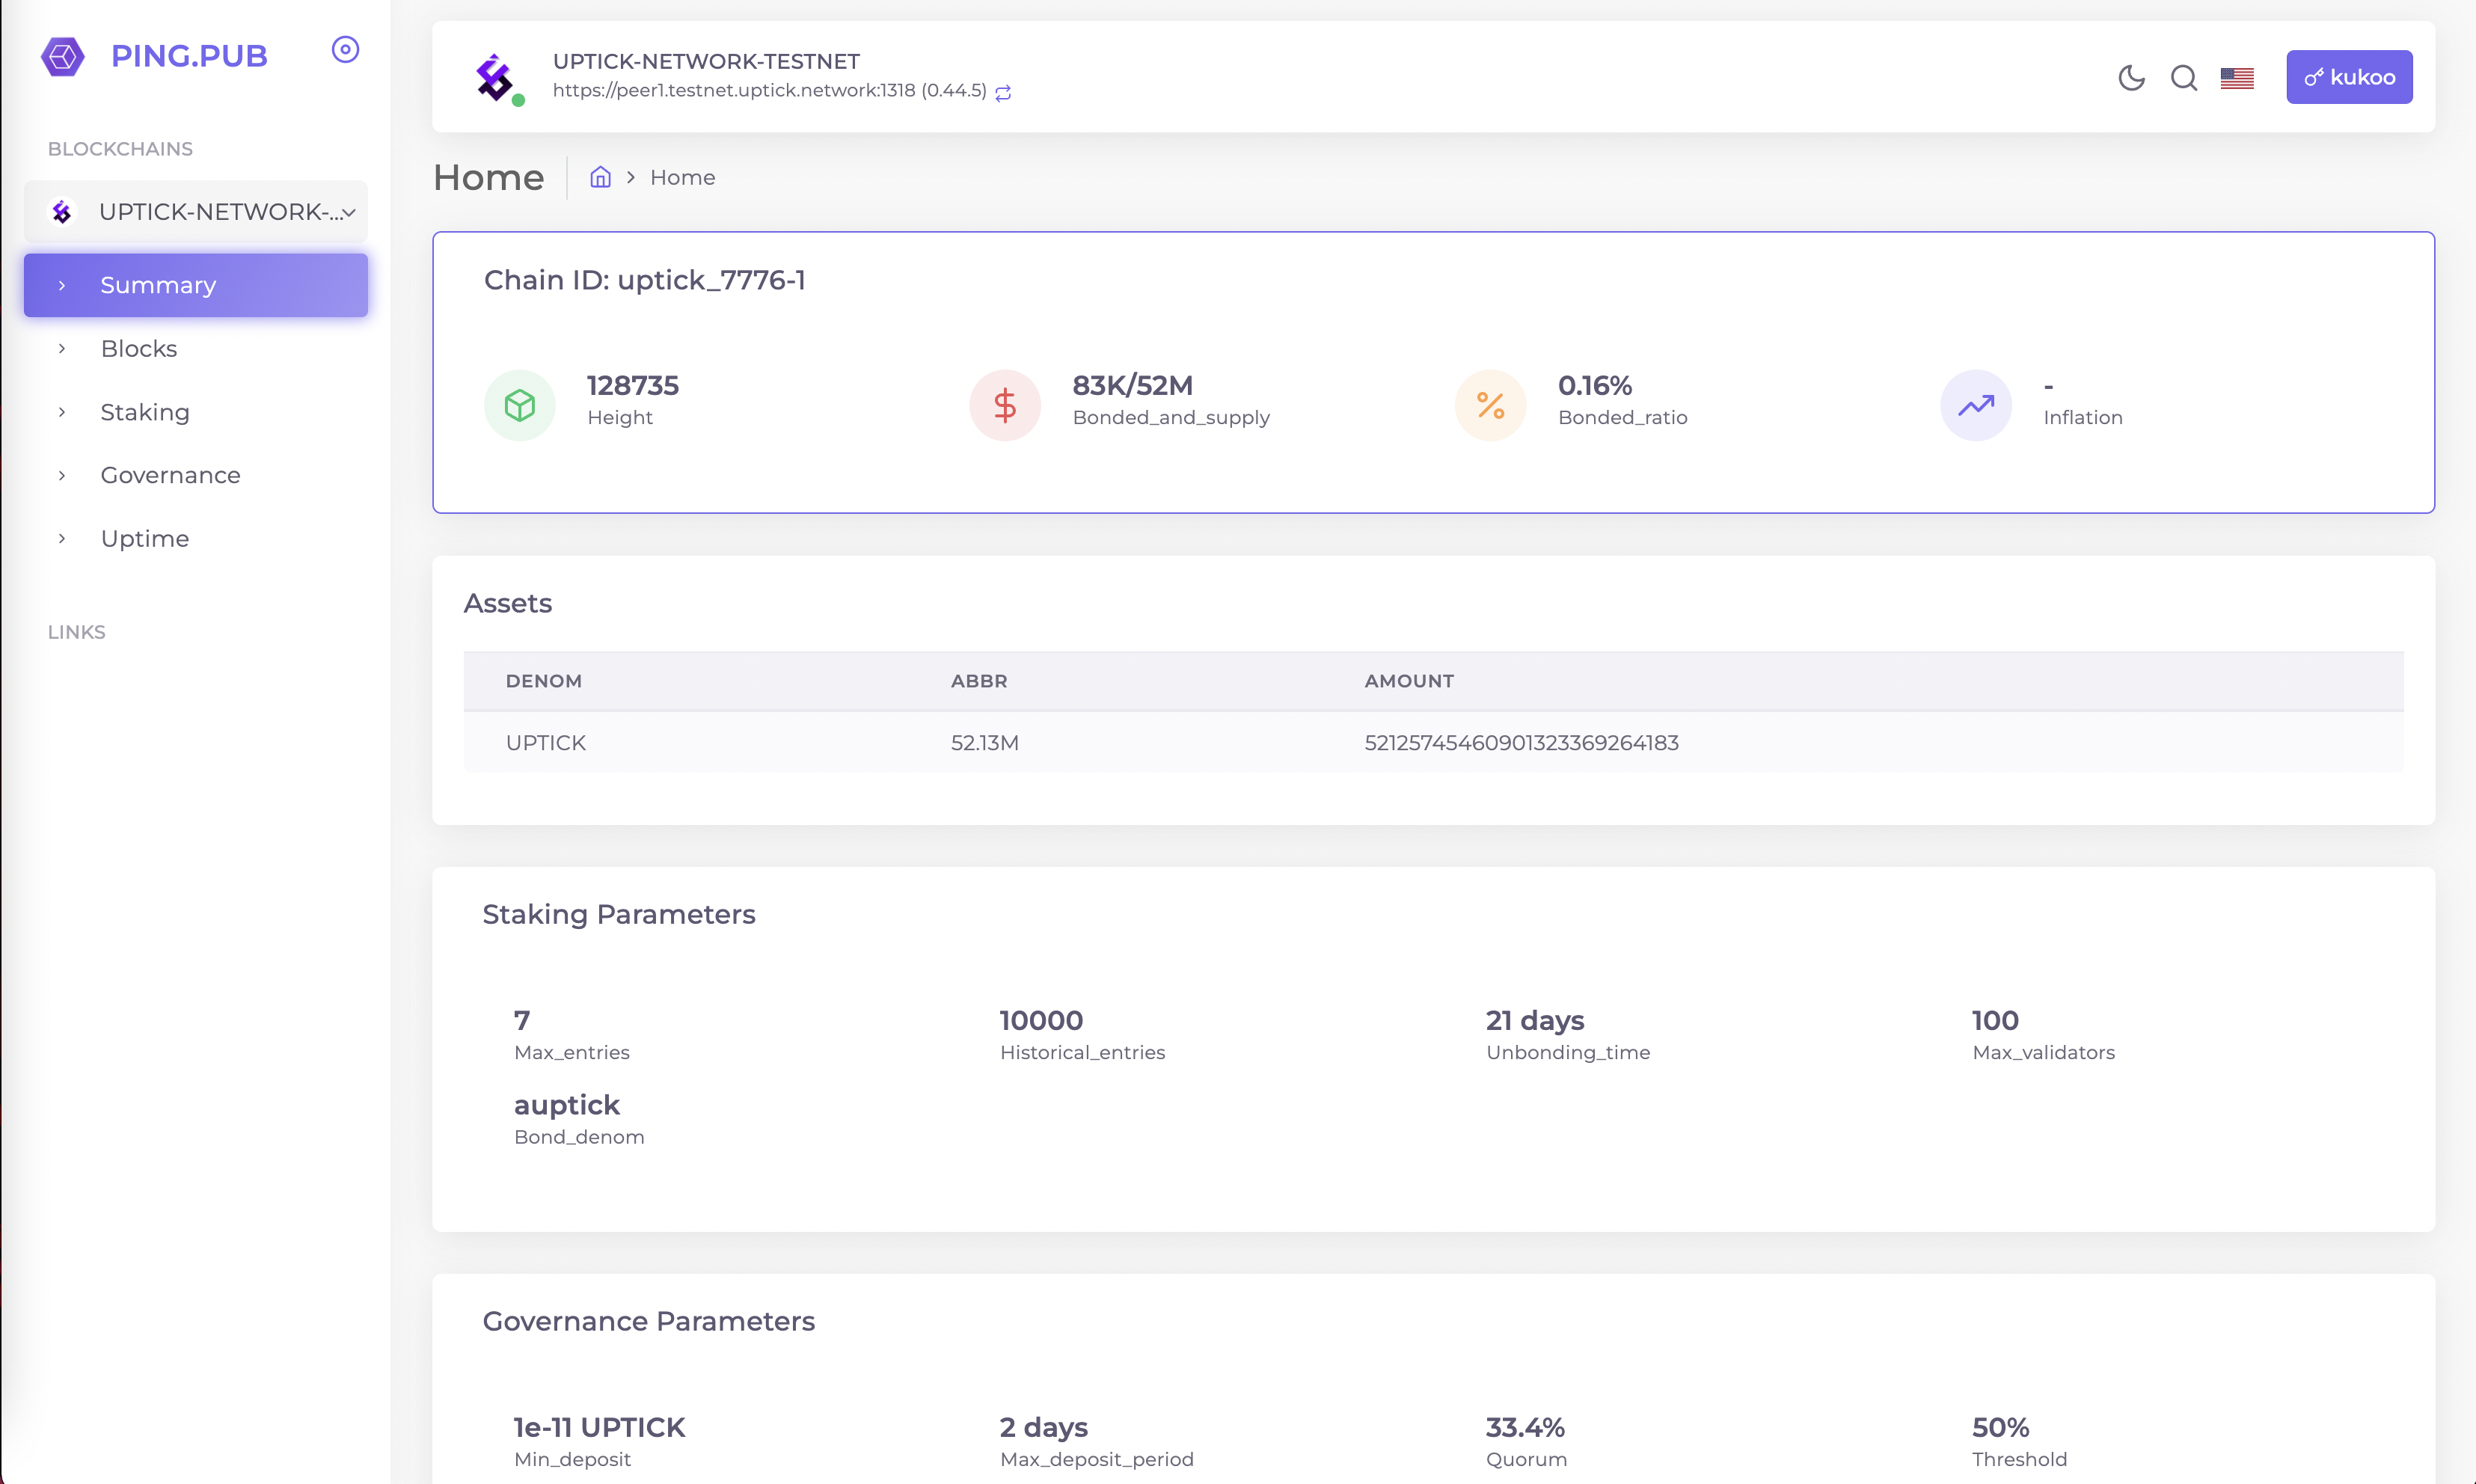 PING.PUB
BLOCKCHAINS
UPTICK-NETWORK-...
Summary
Blocks
Staking
Governance
Uptime
LINKS
UPTICK-NETWORK-TESTNET
https://peer1.testnet.uptick.network:1318 (0.44.5)
kukoo
Home
Home
Chain ID: uptick_7776-1
128735
Height
83K/52M
Bonded_and_supply
0.16%
Bonded_ratio
-
Inflation
Assets
DENOM ABBR AMOUNT
UPTICK 52.13M 52125745460901323369264183
Staking Parameters
7
Max_entries
10000
Historical_entries
21 days
Unbonding_time
100
Max_validators
auptick
Bond_denom
Governance Parameters
1e-11 UPTICK
Min_deposit
2 days
Max_deposit_period
33.4%
Quorum
50%
Threshold